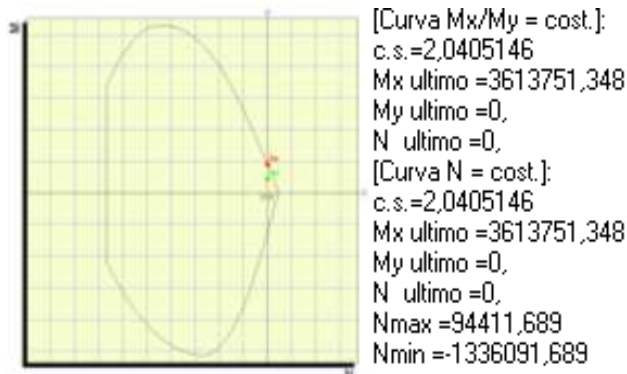 [Curva Mx/My = cost.]:
c.s.=2,0405146
Mx ultimo =3613751,348
My ultimo =0,
N ultimo =0,
[Curva N = cost.]:
c.s.=2,0405146
Mx ultimo =3613751,348
My ultimo =0,
N ultimo =0,
Nmax =94411,689
Nmin =-1336091,689